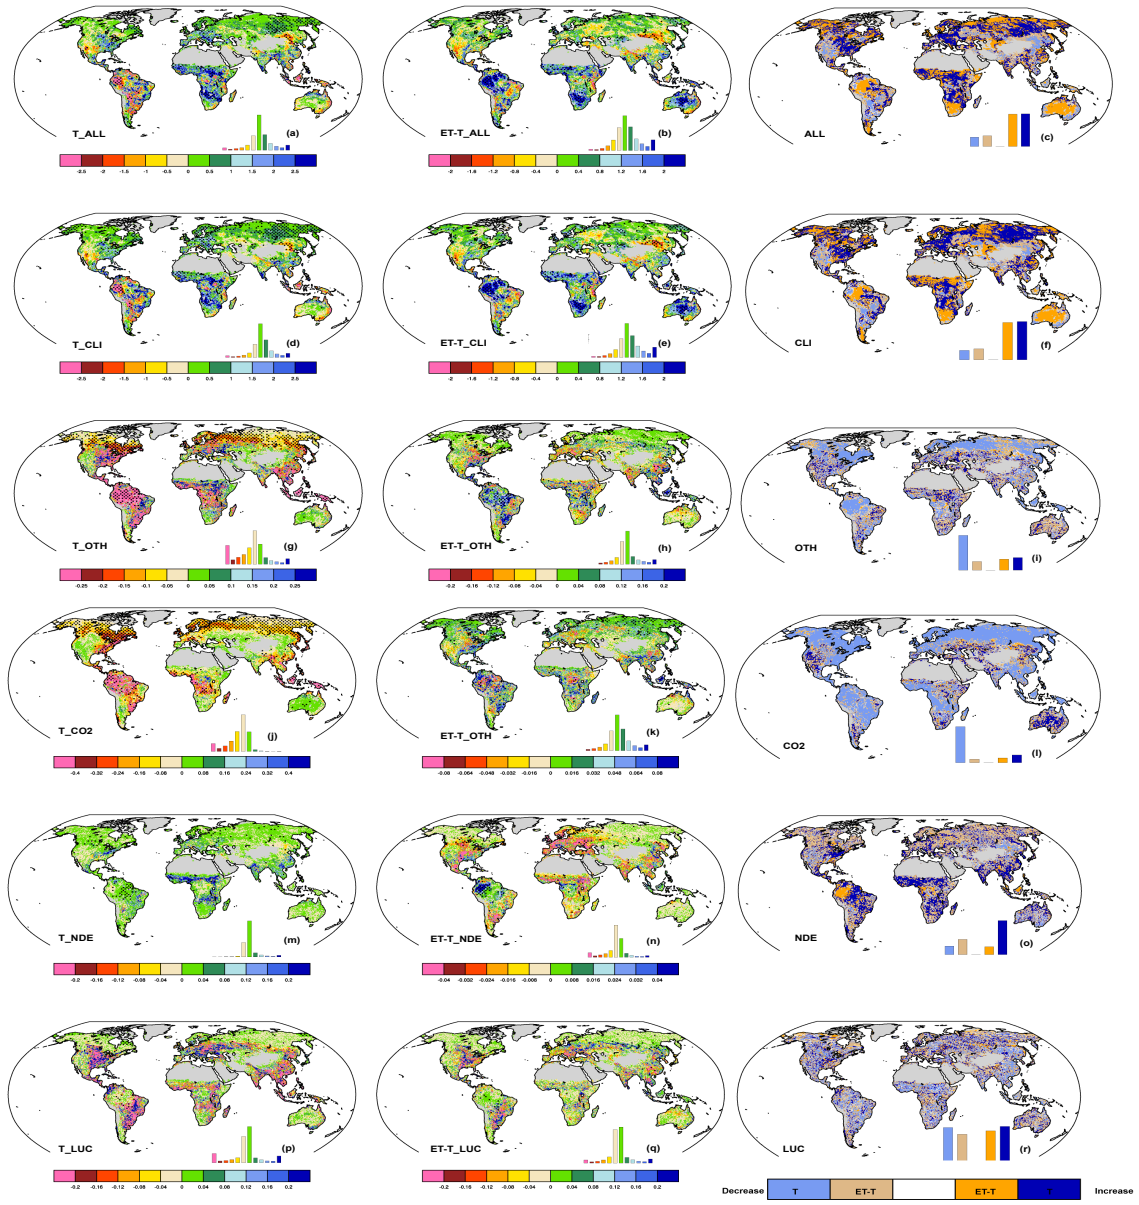 T_ALL (a) ET-T_ALL (b) ALL (c)
-2.5 -2 -1.5 -1 -0.5 0 0.5 1 1.5 2 2.5 -2 -1.2 -0.8 -0.4 0 0.4 0.8 1.2 1.6 2
T_CLI (d) ET-T_CLI (e) CLI (f)
-2.5 -2 -1.5 -1 -0.5 0 0.5 1 1.5 2 2.5 -2 -1.2 -0.8 -0.4 0 0.4 0.8 1.2 1.6 2
T_OTH (g) ET-T_OTH (h) OTH (i)
-0.25 -0.2 -0.15 -0.1 -0.05 0 0.1 0.15 0.2 0.25 -0.2 -0.16 -0.12 -0.08 -0.04 0 0.04 0.08 0.12 0.16 0.2
T_CO2 (j) ET-T_OTH (k) CO2 (l)
-0.4 -0.32 -0.24 -0.16 -0.08 0 0.08 0.16 0.24 0.32 0.4 -0.08 -0.064 -0.048 -0.032 -0.016 0 0.016 0.032 0.048 0.064 0.08
T_NDE (m) ET-T_NDE (n) NDE (o)
-0.2 -0.16 -0.12 -0.08 -0.04 0 0.04 0.08 0.12 0.16 0.2 -0.04 -0.032 -0.024 -0.016 -0.008 0 0.008 0.016 0.024 0.032 0.04
T_LUC (p) ET-T_LUC (q) LUC (r)
-0.2 -0.16 -0.12 -0.08 -0.04 0 0.04 0.08 0.12 0.16 0.2 -0.2 -0.16 -0.12 -0.08 -0.04 0 0.04 0.08 0.12 0.16 0.2
Decrease T ET-T ET-T T Increase